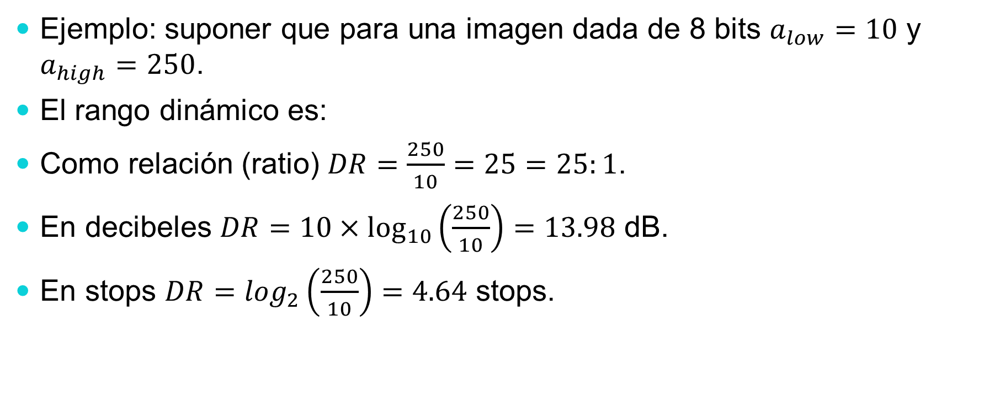 • Ejemplo: suponer que para una imagen dada de 8 bits $a_{low} = 10$ y
$a_{high} = 250$.
• El rango dinámico es:
• Como relación (ratio) $DR = \frac{250}{10} = 25 = 25:1$.
• En decibeles $DR = 10 \times \log_{10} \left(\frac{250}{10}\right) = 13.98$ dB.
• En stops $DR = log_2 \left(\frac{250}{10}\right) = 4.64$ stops.